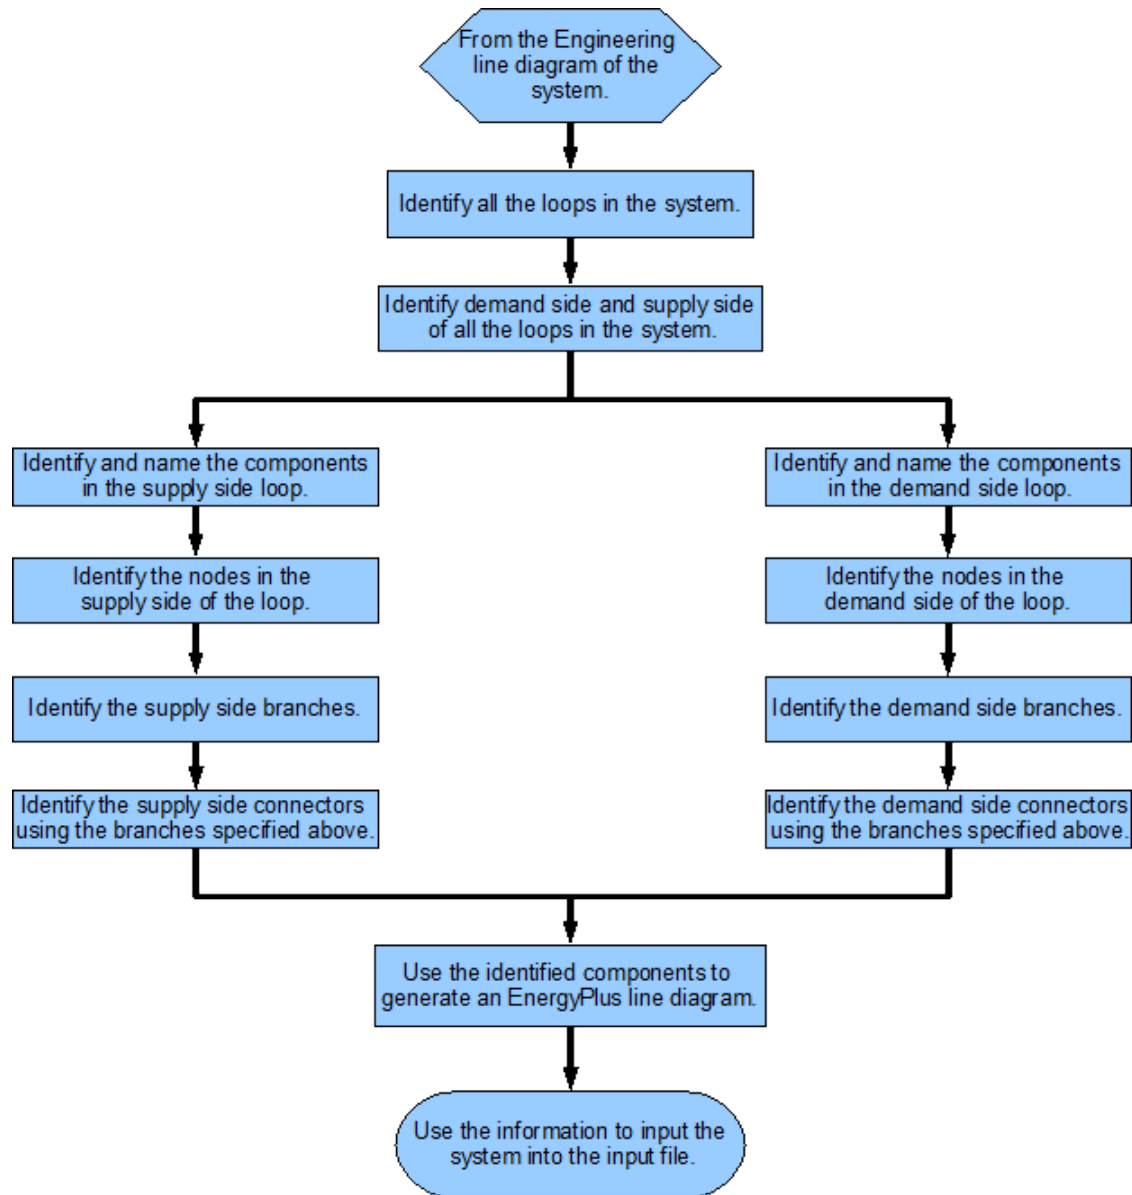 From the Engineering
line diagram of the
system.
Identify all the loops in the system.
Identify demand side and supply side
of all the loops in the system.
Identify and name the components
in the supply side loop.
Identify the nodes in the
supply side of the loop.
Identify the supply side branches.
Identify the supply side connectors
using the branches specified above.
Identify and name the components
in the demand side loop.
Identify the nodes in the
demand side of the loop.
Identify the demand side branches.
Identify the demand side connectors
using the branches specified above.
Use the identified components to
generate an EnergyPlus line diagram.
Use the information to input the
system into the input file.